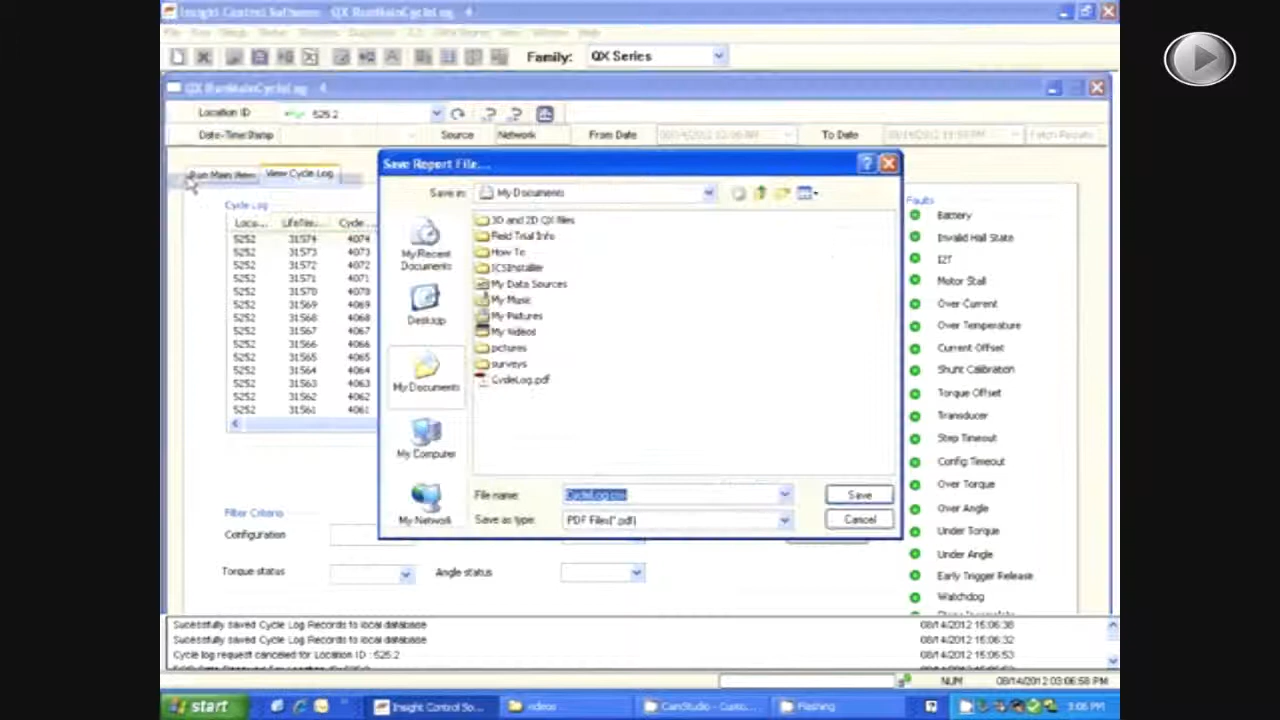 Insight Control Software QX RunMainCycleLog 4
Family: QX Series
QX RunMainCycleLog 4
Location ID 525.2
Date-Time Stamp Source Network From Date To Date
Run Main View View Cycle Log
Cycle Log
Loca... LifeTim... Cycle...
5252 31574 4074
5252 31573 4073
5252 31572 4072
5252 31571 4071
5252 31570 4070
5252 31569 4069
5252 31568 4068
5252 31567 4067
5252 31566 4066
5252 31565 4065
5252 31564 4064
5252 31563 4063
5252 31562 4062
5252 31561 4061
Filter Criteria
Configuration
Torque status
Angle status
Save Report File...
Save in: My Documents
My Recent Documents
Desktop
My Documents
My Computer
My Network
3D and 2D QX files
Field Trial Info
How To
ICSInstaller
My Data Sources
My Music
My Pictures
My Videos
pictures
surveys
CycleLog.pdf
File name: CycleLog.csv
Save as type: PDF Files(*.pdf)
Save
Cancel
Faults
Battery
Invalid Hall State
I2T
Motor Stall
Over Current
Over Temperature
Current Offset
Shunt Calibration
Torque Offset
Transducer
Step Timeout
Config Timeout
Over Torque
Over Angle
Under Torque
Under Angle
Early Trigger Release
Watchdog
Sucessfully saved Cycle Log Records to local database 08/14/2012 15:06:38
Sucessfully saved Cycle Log Records to local database 08/14/2012 15:06:32
Cycle log request canceled for Location ID : 525.2 08/14/2012 15:06:53
NUM 08/14/2012 03:06:58 PM
start Insight Control So... videos CamStudio - Custo... Flashing 3:06 PM